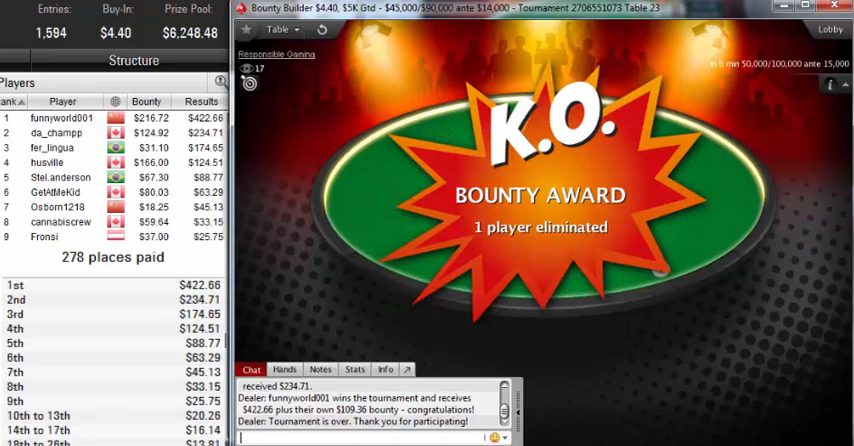 Entries: Buy-In: Prize Pool:
1,594 $4.40 $6,248.48
Structure
Players
Rank Player Bounty Results
1 funnyworld001 $216.72 $422.66
2 da_champp $124.92 $234.71
3 fer_lingua $31.10 $174.65
4 husville $166.00 $124.51
5 Stel.anderson $67.30 $88.77
6 GetAtMeKid $80.03 $63.29
7 Osborn1218 $18.25 $45.13
8 cannabiscrew $59.64 $33.15
9 Fronsi $37.00 $25.75
278 places paid
1st $422.66
2nd $234.71
3rd $174.65
4th $124.51
5th $88.77
6th $63.29
7th $45.13
8th $33.15
9th $25.75
10th to 13th $20.26
14th to 17th $16.14
18th to 26th $13.81
Bounty Builder $4.40, $5K Gtd - $45,000/$90,000 ante $14,000 - Tournament 2706551073 Table 23
Table
Lobby
Responsible Gaming
17
in 6 min 50,000/100,000 ante 15,000
i
K.O.
BOUNTY AWARD
1 player eliminated
Chat Hands Notes Stats Info
received $234.71.
Dealer: funnyworld001 wins the tournament and receives
$422.66 plus their own $109.36 bounty - congratulations!
Dealer: Tournament is over. Thank you for participating!